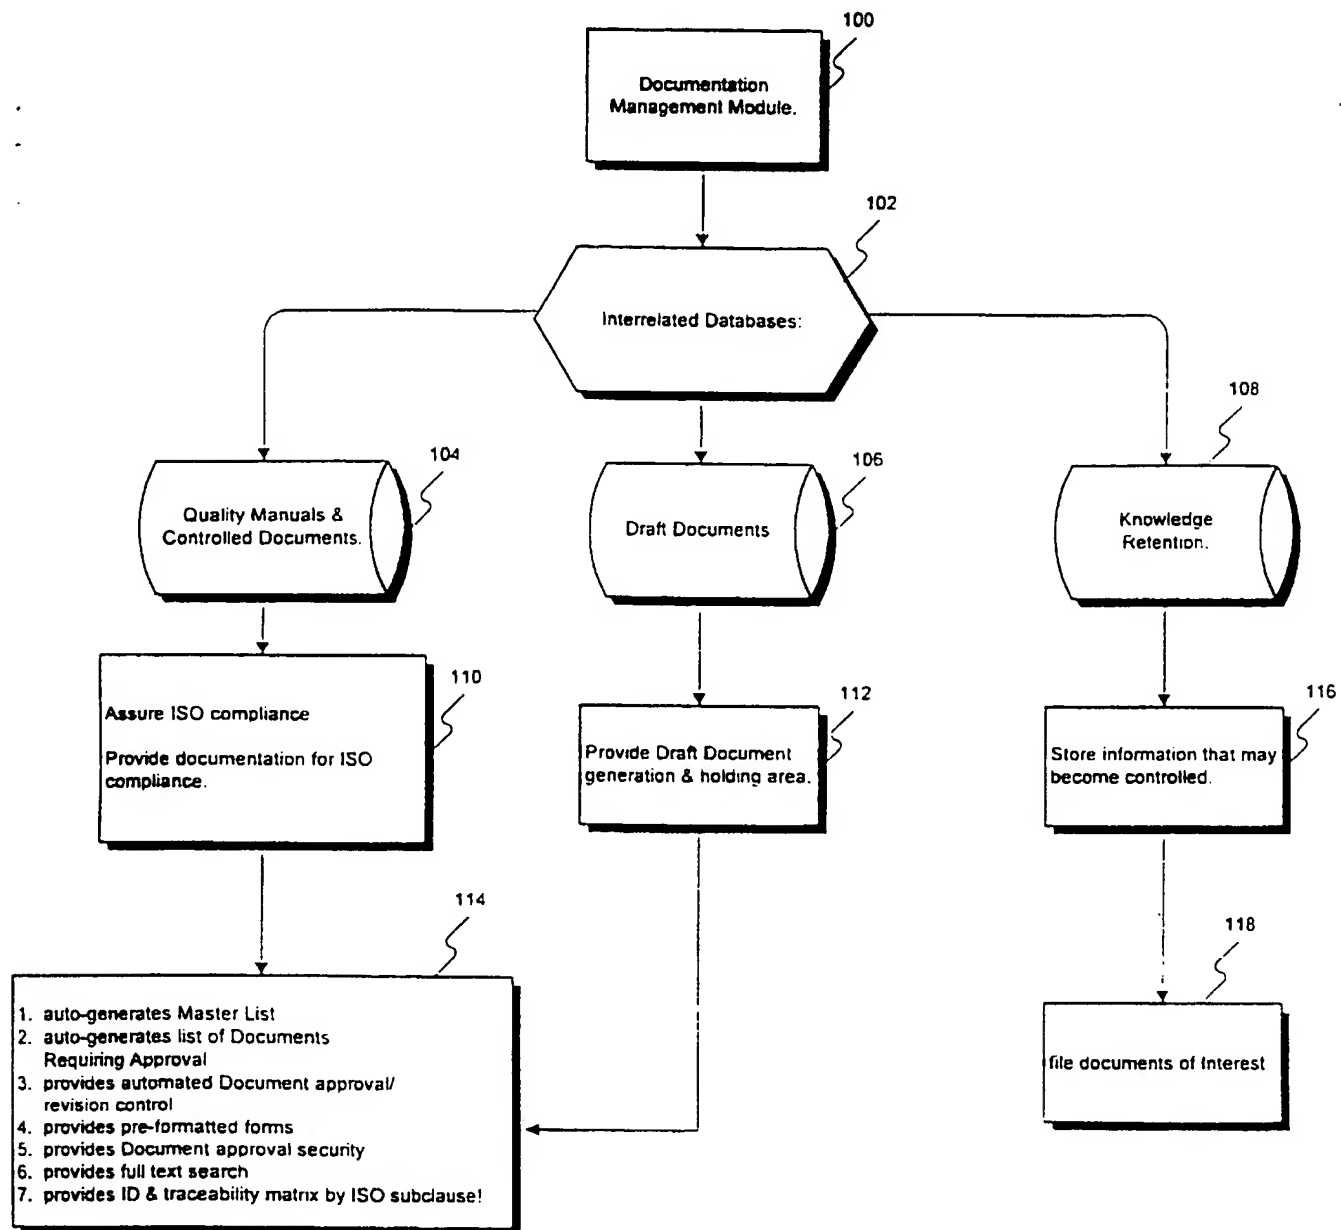 100
Documentation
Management Module.
102
Interrelated Databases:
104
Quality Manuals &
Controlled Documents.
106
Draft Documents
108
Knowledge
Retention.
110
Assure ISO compliance
Provide documentation for ISO
compliance.
112
Provide Draft Document
generation & holding area.
116
Store information that may
become controlled.
114
1. auto-generates Master List
2. auto-generates list of Documents
Requiring Approval
3. provides automated Document approval/
revision control
4. provides pre-formatted forms
5. provides Document approval security
6. provides full text search
7. provides ID & traceability matrix by ISO subclause!
118
file documents of Interest